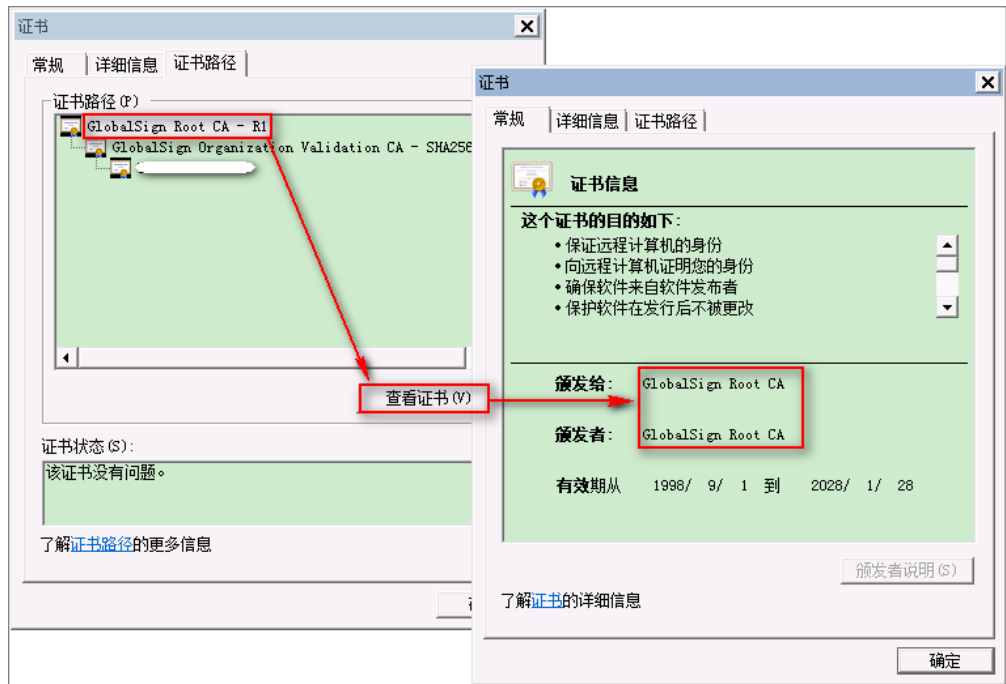 证书
常规
详细信息
证书路径
证书路径(P)
GlobalSign Root CA - R1
GlobalSign Organization Validation CA - SHA256
查看证书(V)
证书状态(S):
该证书没有问题。
了解证书路径的更多信息
证书
常规
详细信息
证书路径
证书信息
这个证书的目的如下:
•保证远程计算机的身份
•向远程计算机证明您的身份
•确保软件来自软件发布者
•保护软件在发行后不被更改
颁发给: GlobalSign Root CA
颁发者: GlobalSign Root CA
有效期从 1998/ 9/ 1 到 2028/ 1/ 28
颁发者说明(S)
了解证书的详细信息
确定